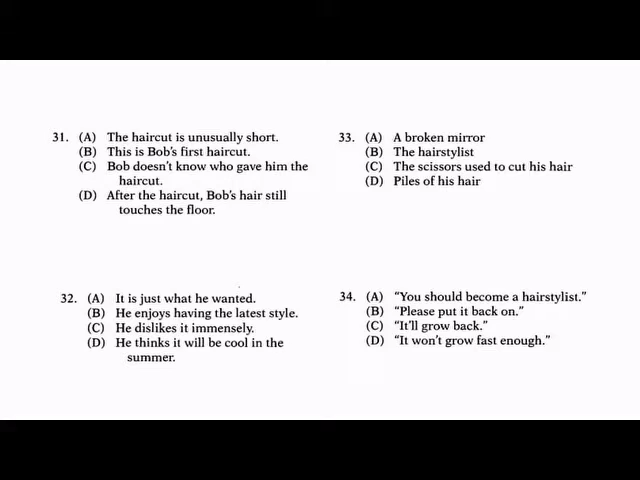 31. (A) The haircut is unusually short.
(B) This is Bob's first haircut.
(C) Bob doesn't know who gave him the
haircut.
(D) After the haircut, Bob's hair still
touches the floor.
32. (A) It is just what he wanted.
(B) He enjoys having the latest style.
(C) He dislikes it immensely.
(D) He thinks it will be cool in the
summer.
33. (A) A broken mirror
(B) The hairstylist
(C) The scissors used to cut his hair
(D) Piles of his hair
34. (A) “You should become a hairstylist.”
(B) “Please put it back on.”
(C) “It’ll grow back.”
(D) “It won’t grow fast enough.”